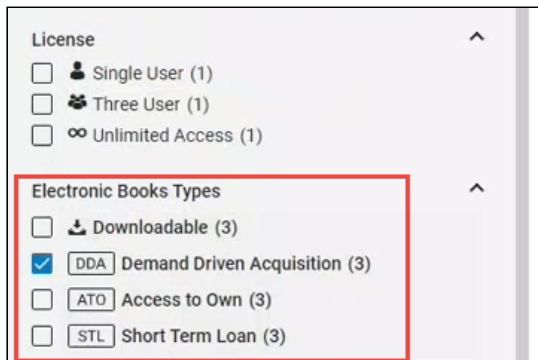 License
Single User (1)
Three User (1)
Unlimited Access (1)
Electronic Books Types
Downloadable (3)
DDA Demand Driven Acquisition (3)
ATO Access to Own (3)
STL Short Term Loan (3)